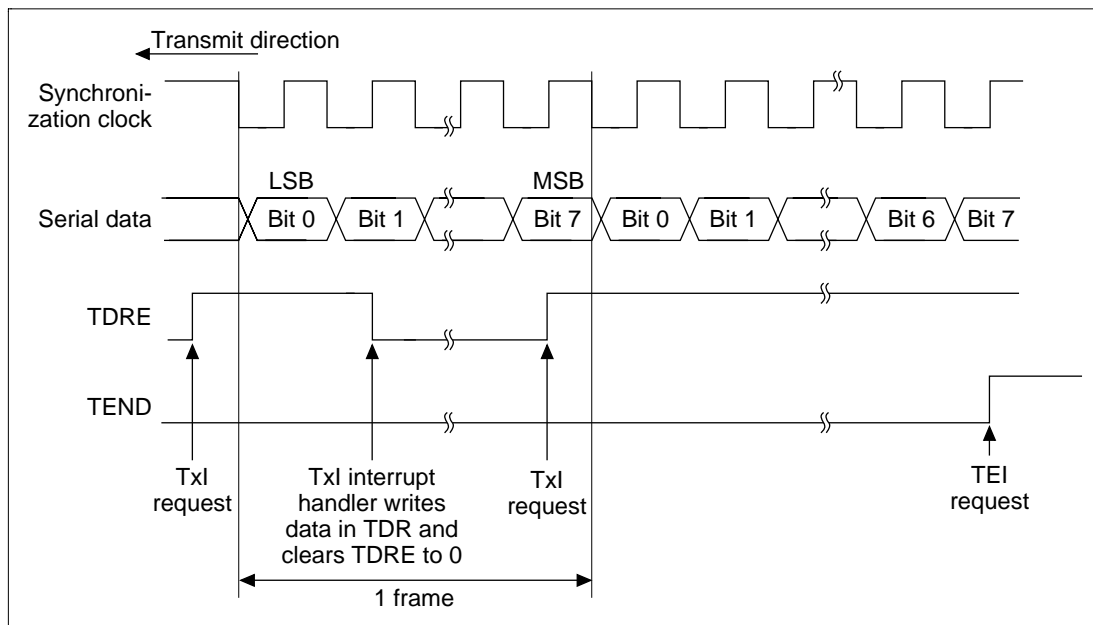 Transmit direction
Synchroni-
zation clock
LSB
MSB
Serial data
Bit 0
Bit 1
Bit 7
Bit 0
Bit 1
Bit 6
Bit 7
TDRE
TEND
TxI
request
TxI interrupt
handler writes
data in TDR and
clears TDRE to 0
TxI
request
TEI
request
1 frame